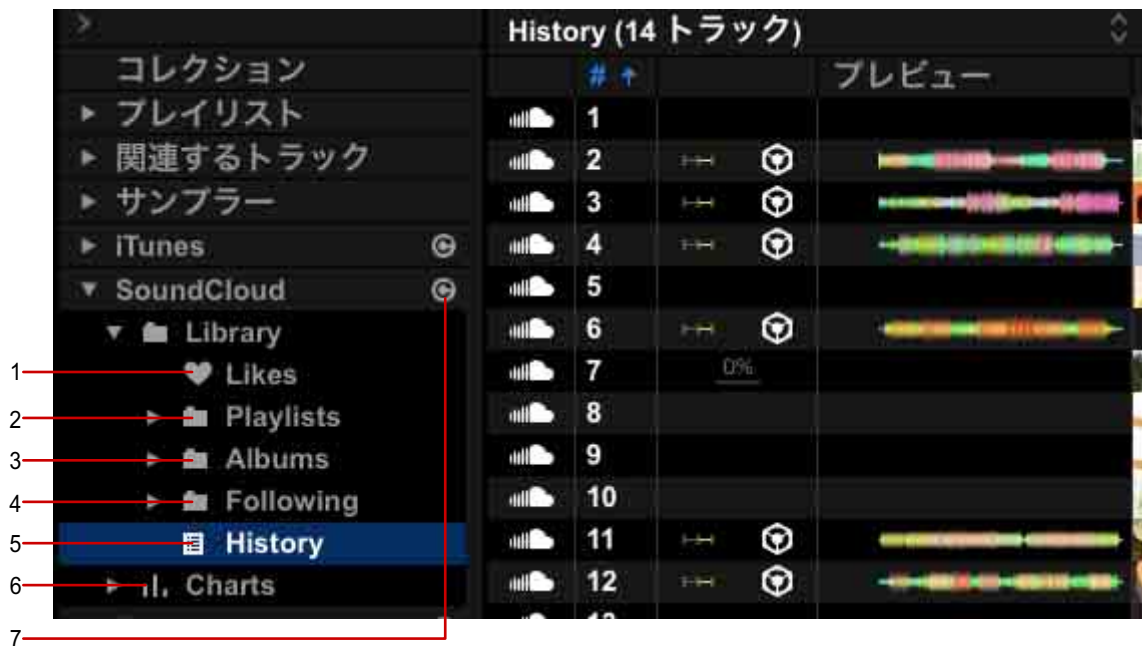 コレクション
プレイリスト
関連するトラック
サンプラー
iTunes
SoundCloud
Library
1 Likes
2 Playlists
3 Albums
4 Following
5 History
6 Charts
7
History (14 トラック)
# プレビュー
1
2
3
4
5
6
7 0%
8
9
10
11
12